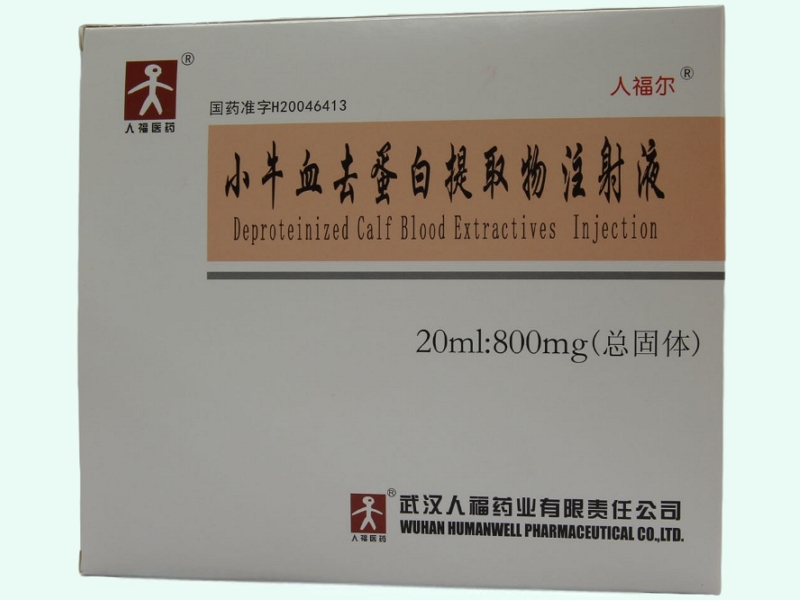 ®
人福医药
国药准字H20046413
人福尔®
小牛血去蛋白提取物注射液
Deproteinized Calf Blood Extractives Injection
20ml:800mg(总固体)
®
人福医药
武汉人福药业有限责任公司
WUHAN HUMANWELL PHARMACEUTICAL CO.,LTD.